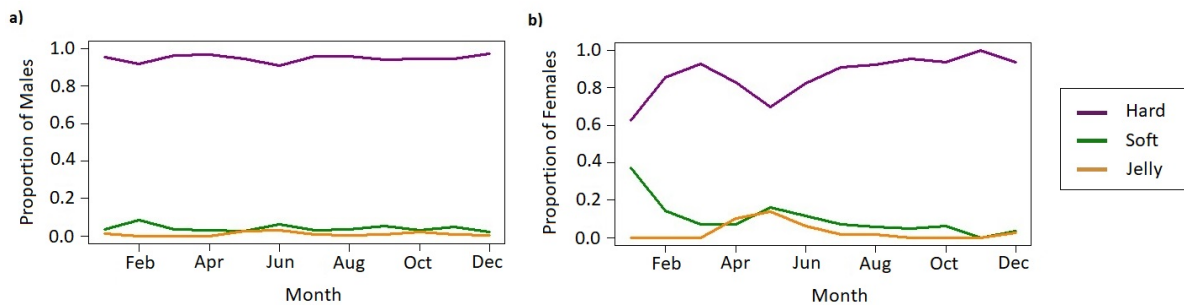 a)
Proportion of Males
1.0
0.8
0.6
0.4
0.2
0.0
Feb Apr Jun Aug Oct Dec
Month
b)
Proportion of Females
1.0
0.8
0.6
0.4
0.2
0.0
Feb Apr Jun Aug Oct Dec
Month
Hard
Soft
Jelly